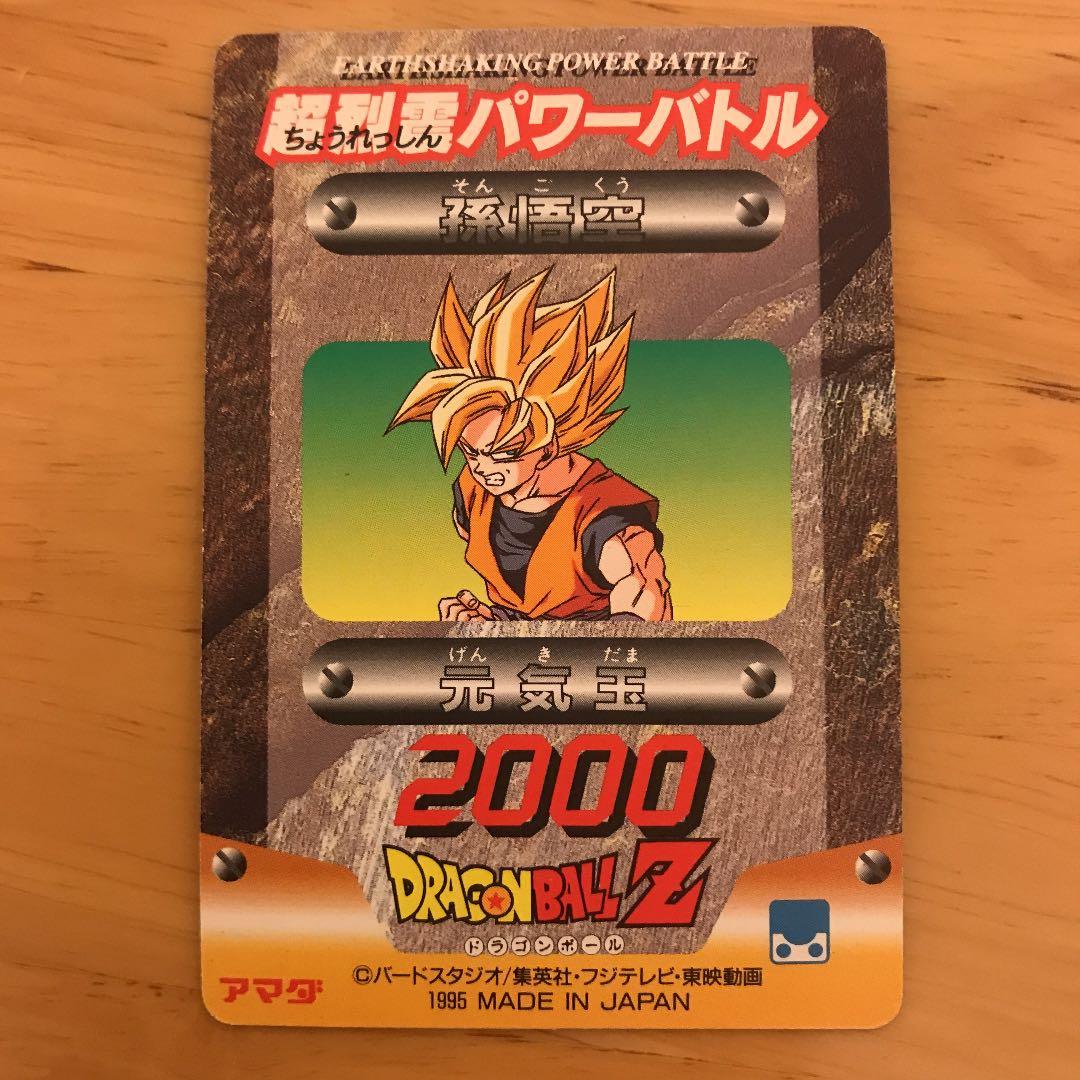 EARTHSHAKING POWER BATTLE
超烈震パワーバトル
ちょうれっしん
そん ご くう
孫悟空
げん き だま
元気玉
2000
DRAGON BALL Z
ドラゴンボール
アマダ
©バードスタジオ/集英社・フジテレビ・東映動画
1995 MADE IN JAPAN